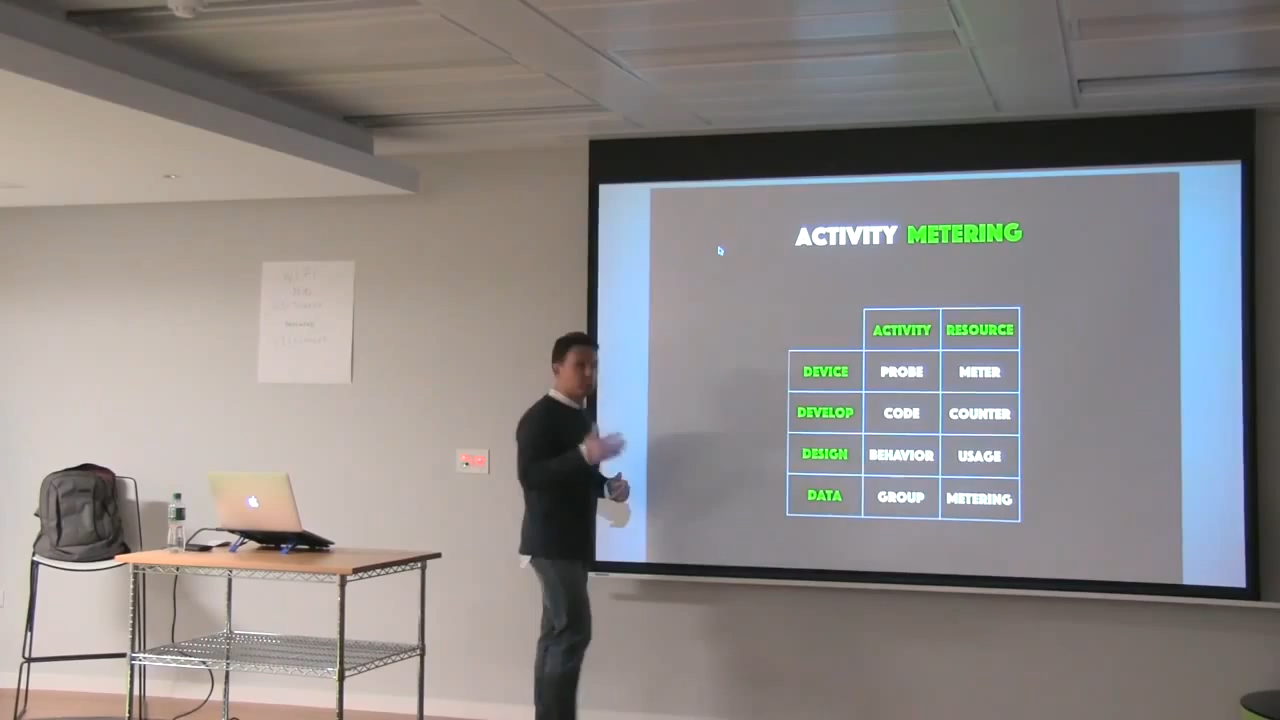 ACTIVITY METERING
ACTIVITY RESOURCE
DEVICE PROBE METER
DEVELOP CODE COUNTER
DESIGN BEHAVIOR USAGE
DATA GROUP METERING